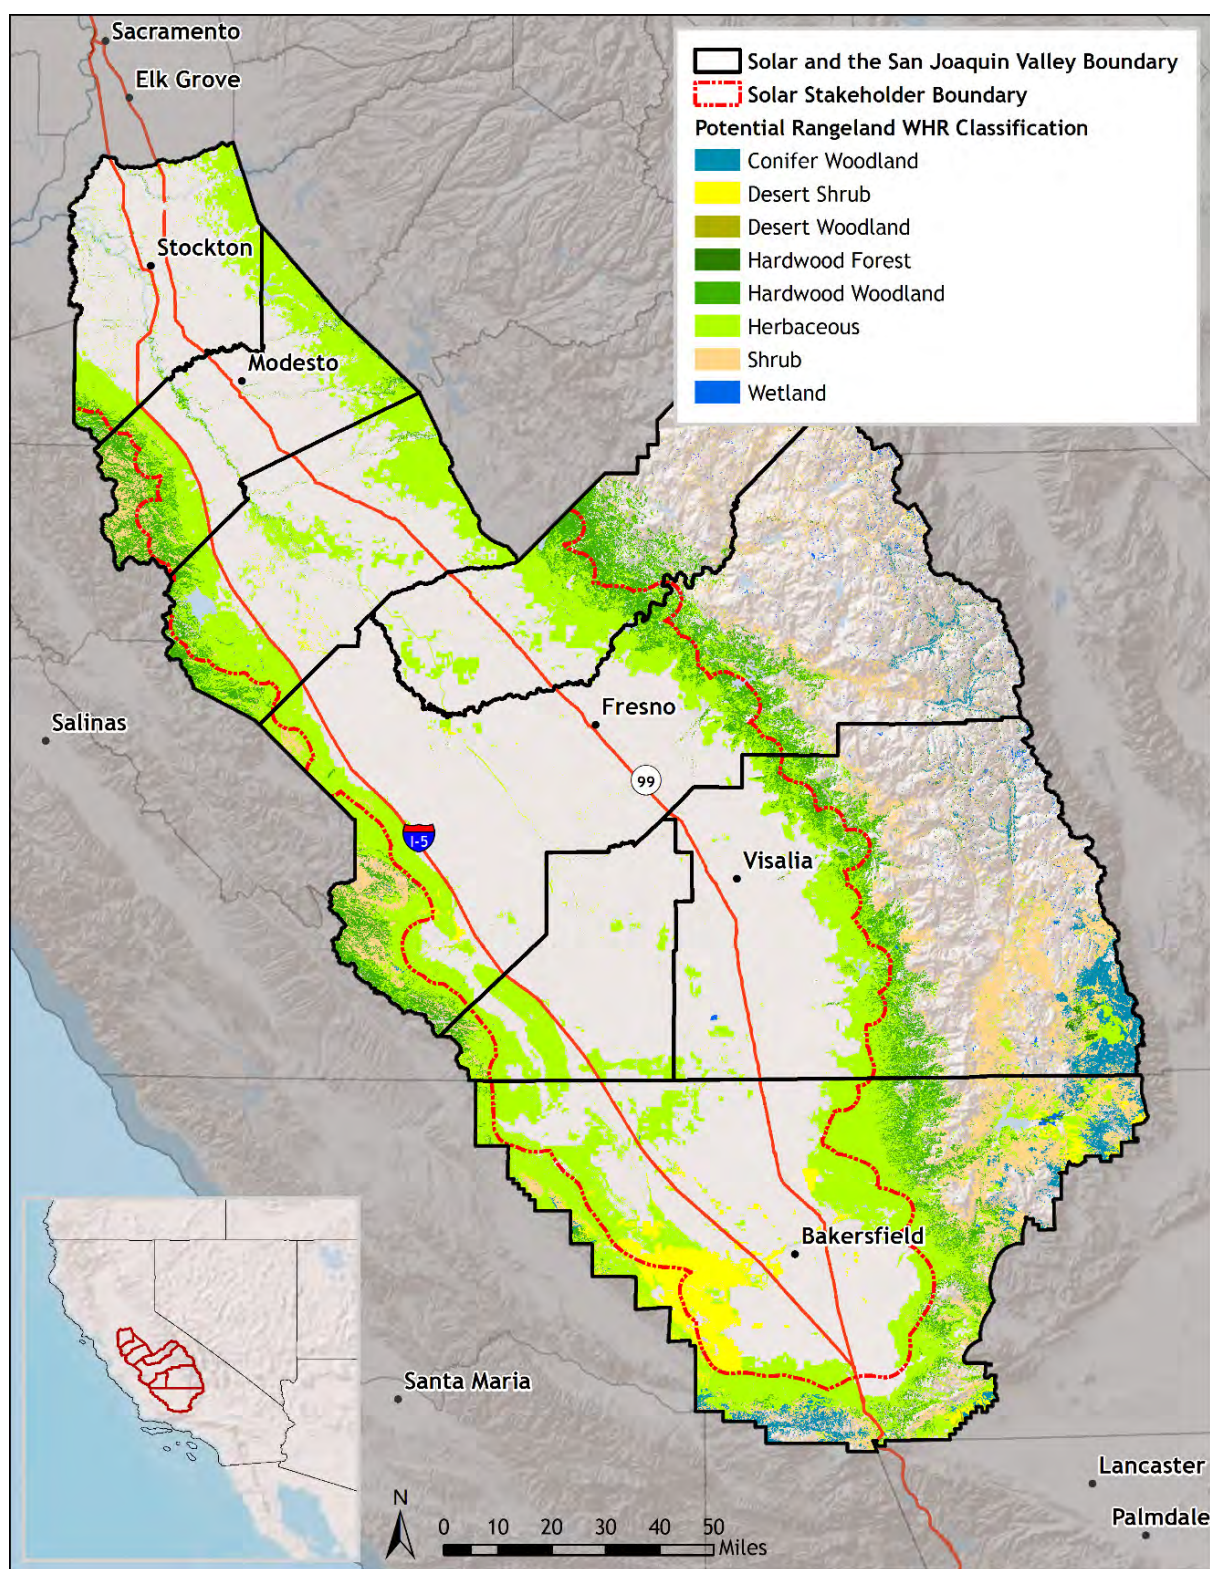 Sacramento
Elk Grove
Solar and the San Joaquin Valley Boundary
Solar Stakeholder Boundary
Potential Rangeland WHR Classification
Conifer Woodland
Desert Shrub
Desert Woodland
Hardwood Forest
Hardwood Woodland
Herbaceous
Shrub
Wetland
Stockton
Modesto
Salinas
Fresno
99
I-5
Visalia
Bakersfield
Santa Maria
Lancaster
Palmdale
N
0 10 20 30 40 50
Miles